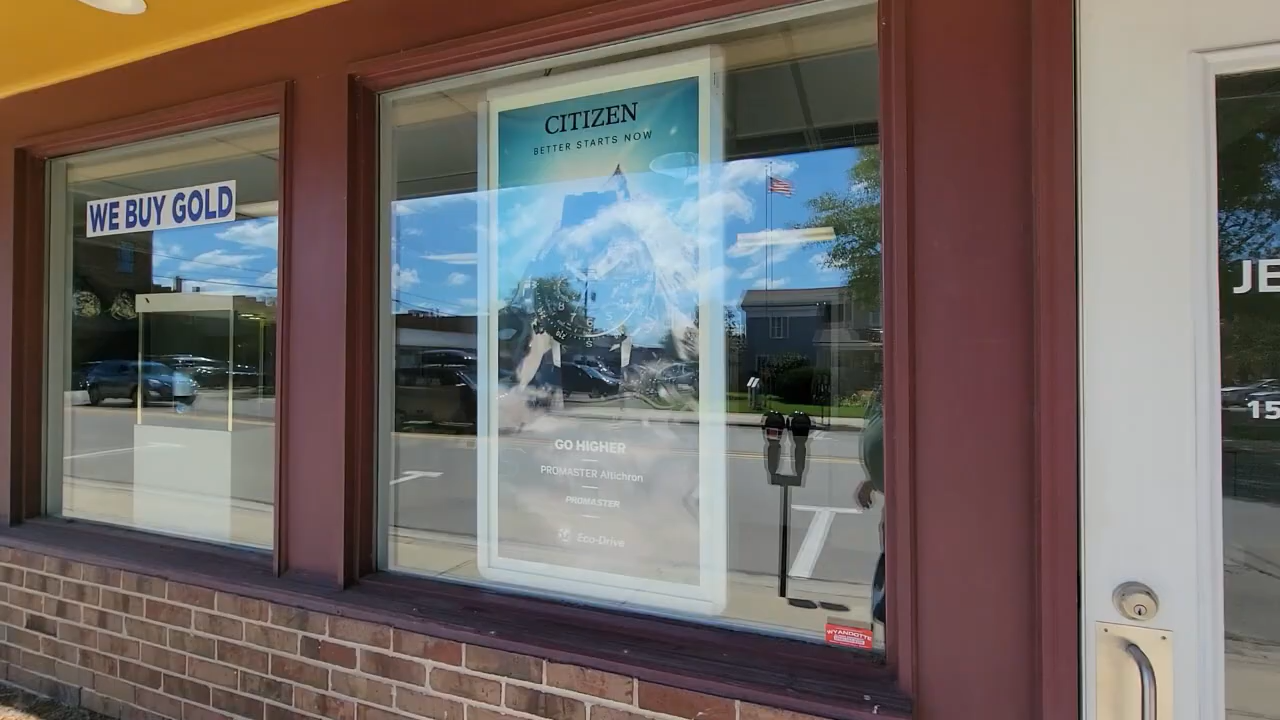 WE BUY GOLD
CITIZEN
BETTER STARTS NOW
GO HIGHER
PROMASTER Altichron
PROMASTER
Eco-Drive
WYANDOTTE
JE
15